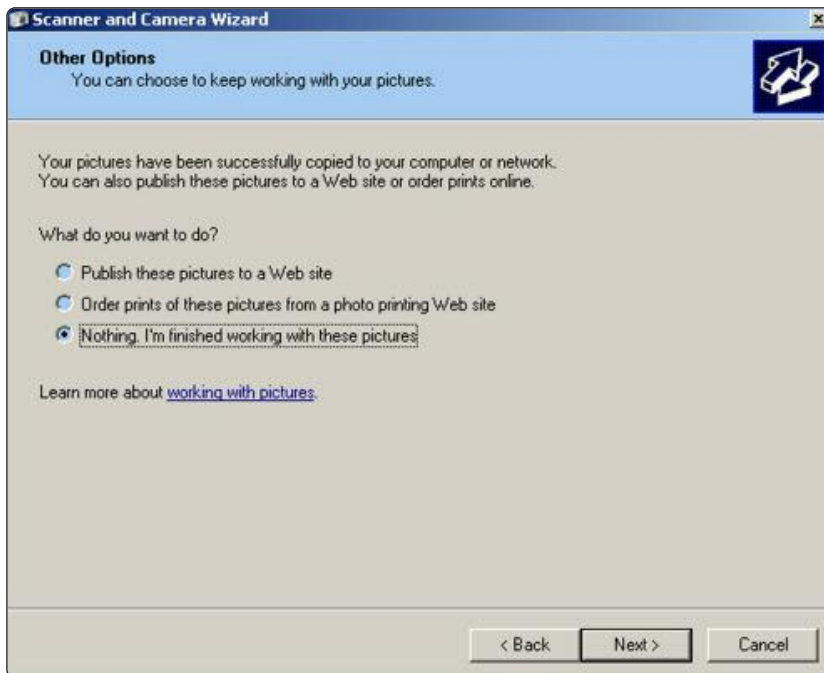 Scanner and Camera Wizard
Other Options
You can choose to keep working with your pictures.
Your pictures have been successfully copied to your computer or network.
You can also publish these pictures to a Web site or order prints online.
What do you want to do?
Publish these pictures to a Web site
Order prints of these pictures from a photo printing Web site
Nothing. I'm finished working with these pictures
Learn more about working with pictures.
< Back Next > Cancel